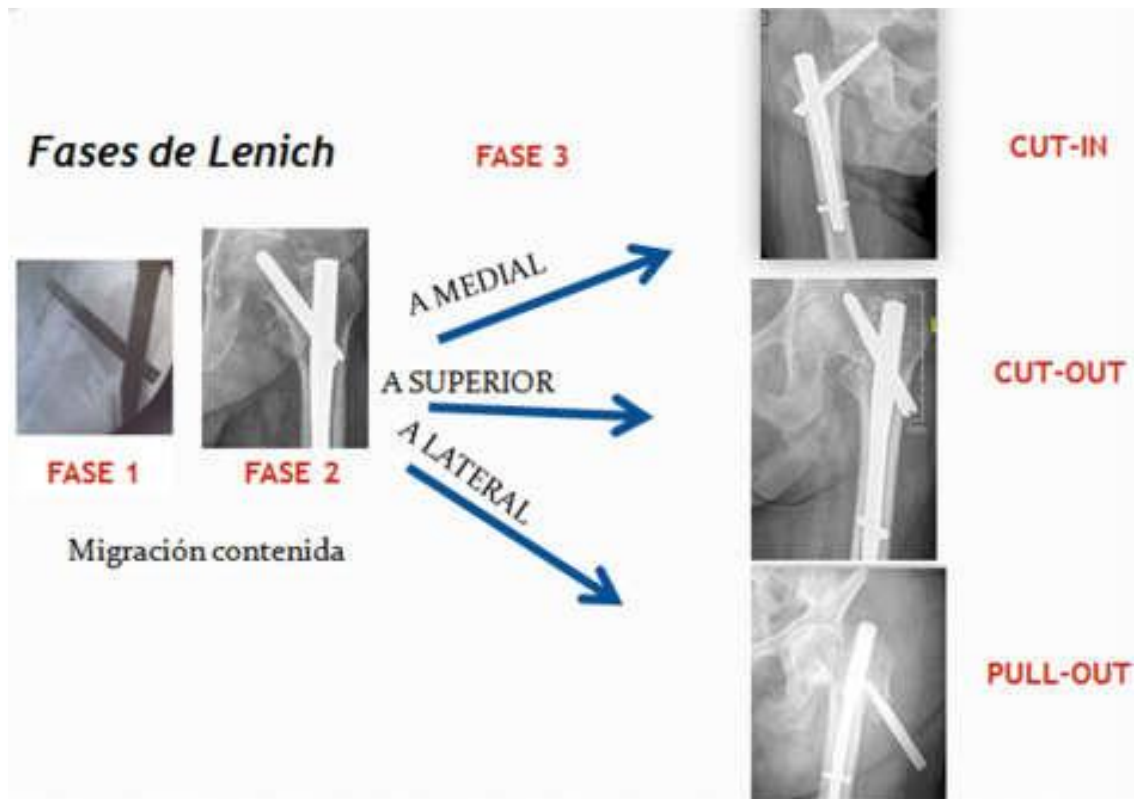 Fases de Lenich
FASE 3
CUT-IN
A MEDIAL
A SUPERIOR
CUT-OUT
A LATERAL
FASE 1
FASE 2
Migración contenida
PULL-OUT